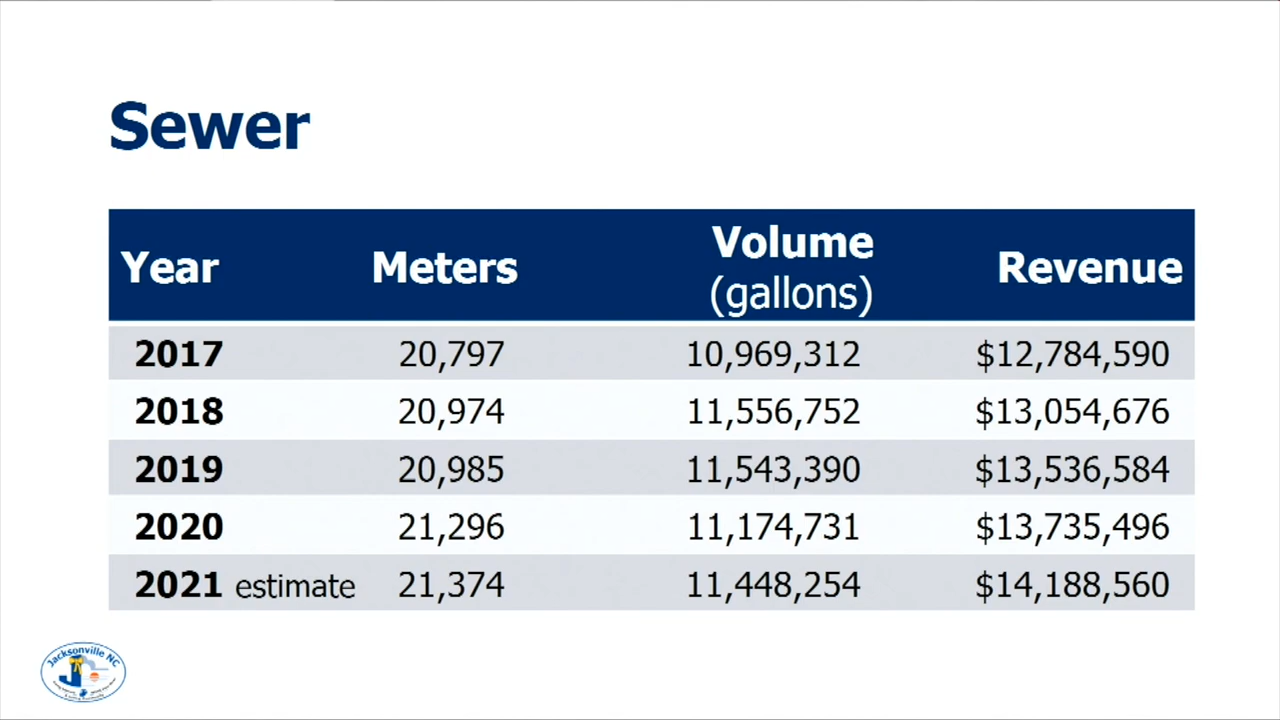 Sewer
Year Meters Volume (gallons) Revenue
2017 20,797 10,969,312 $12,784,590
2018 20,974 11,556,752 $13,054,676
2019 20,985 11,543,390 $13,536,584
2020 21,296 11,174,731 $13,735,496
2021 estimate 21,374 11,448,254 $14,188,560
Jacksonville NC